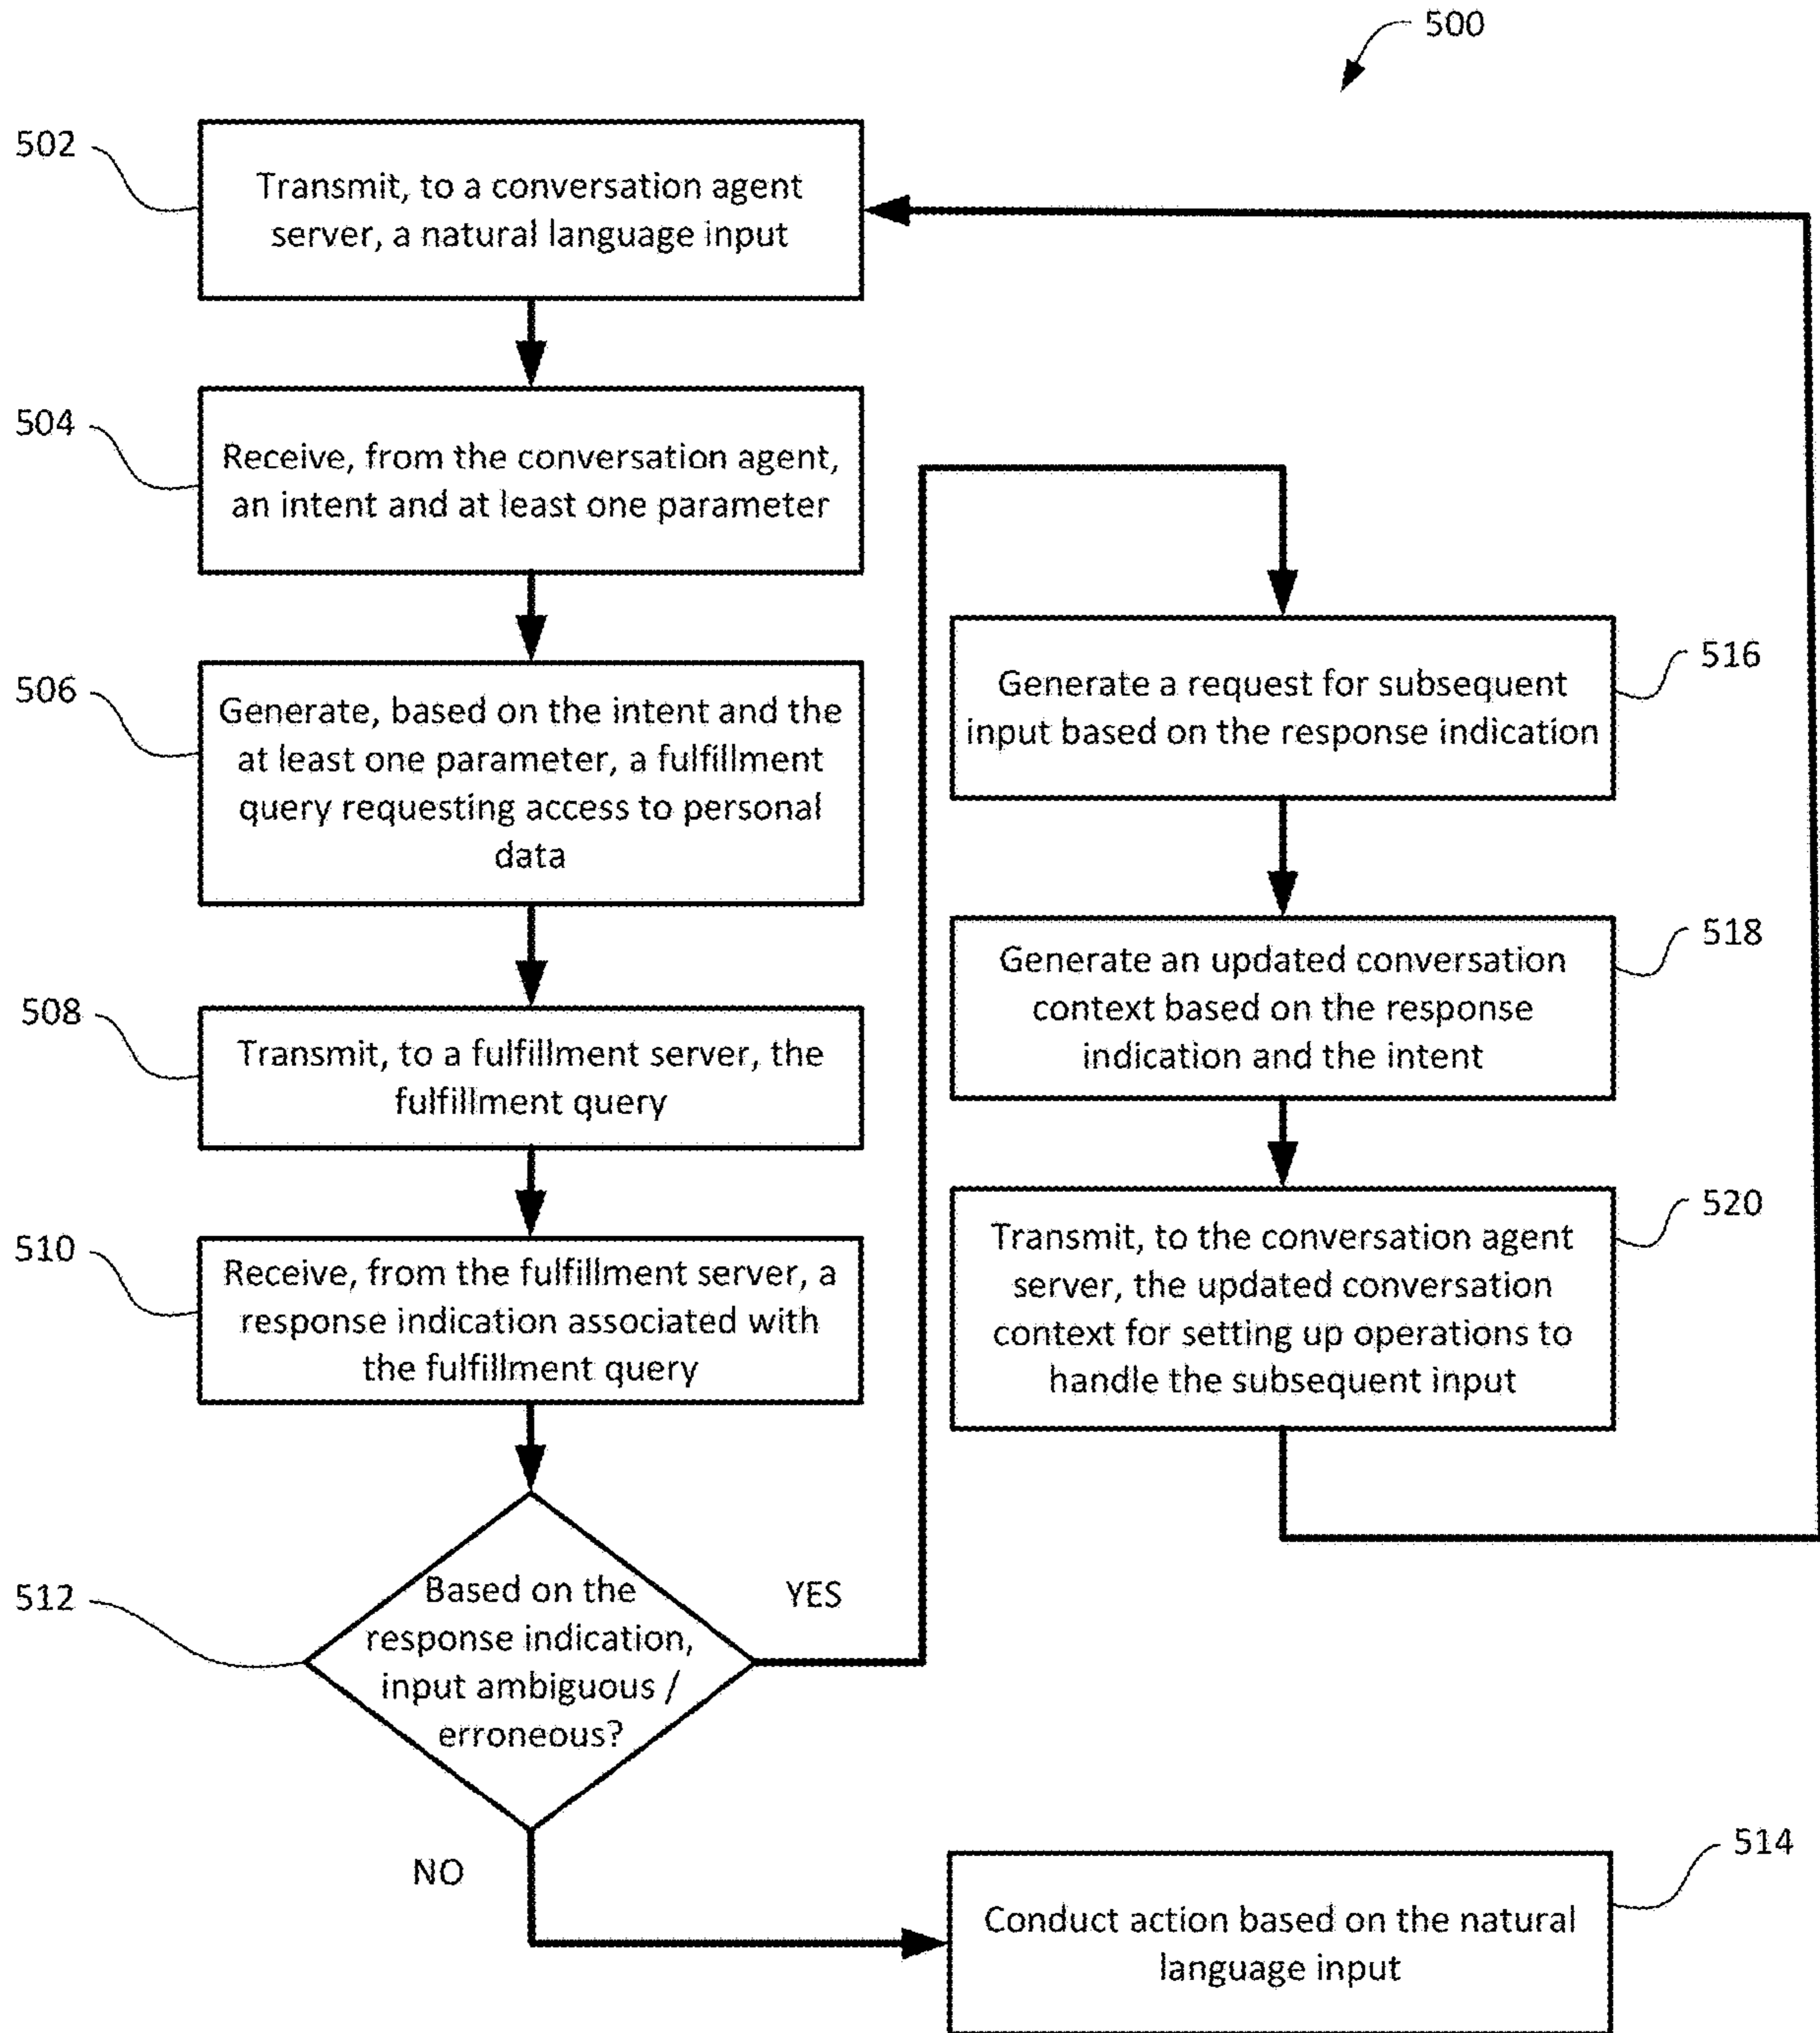 500
502
Transmit, to a conversation agent
server, a natural language input
504
Receive, from the conversation agent,
an intent and at least one parameter
506
Generate, based on the intent and the
at least one parameter, a fulfillment
query requesting access to personal
data
508
Transmit, to a fulfillment server, the
fulfillment query
510
Receive, from the fulfillment server, a
response indication associated with
the fulfillment query
512
Based on the
response indication,
input ambiguous /
erroneous?
YES
NO
516
Generate a request for subsequent
input based on the response indication
518
Generate an updated conversation
context based on the response
indication and the intent
520
Transmit, to the conversation agent
server, the updated conversation
context for setting up operations to
handle the subsequent input
514
Conduct action based on the natural
language input